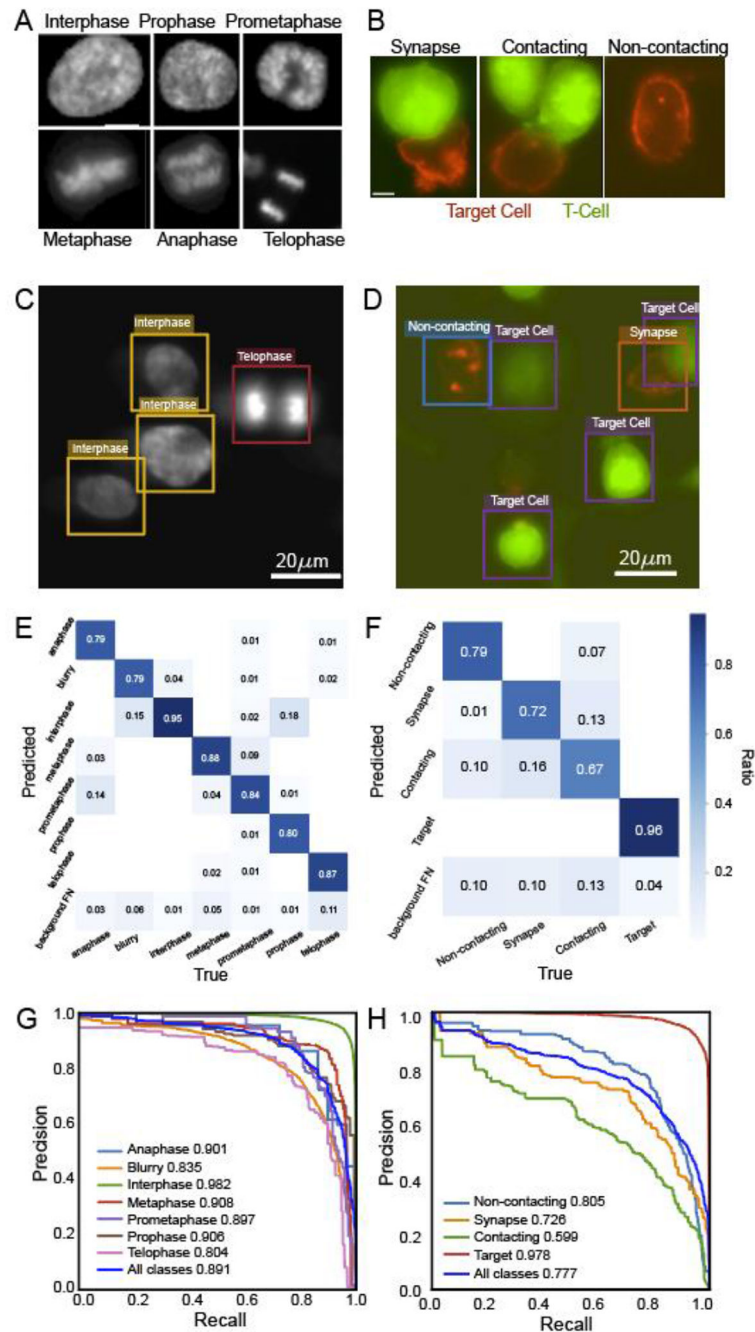 A
Interphase Prophase Prometaphase
Metaphase Anaphase Telophase
B
Synapse Contacting Non-contacting
Target Cell T-Cell
C
Interphase
Telophase
Interphase
Interphase
20μm
D
Target Cell
Non-contacting Target Cell Synapse
Target Cell
Target Cell
20μm
E
Predicted
anaphase 0.79 0.01 0.01
blurry 0.79 0.04 0.02
interphase 0.15 0.95 0.02 0.18
metaphase 0.03 0.88 0.09
prometaphase 0.14 0.04 0.84 0.01
prophase 0.01 0.80
telophase 0.02 0.01 0.87
background FN 0.03 0.06 0.01 0.05 0.01 0.01 0.11
anaphase blurry interphase metaphase prometaphase prophase telophase
True
F
Predicted
Non-contacting 0.79 0.07
Synapse 0.01 0.72 0.13
Contacting 0.10 0.16 0.67
Target 0.96
background FN 0.10 0.10 0.13 0.04
Non-contacting Synapse Contacting Target
True
0.8
0.6
0.4
0.2
Ratio
G
Precision
1.0
0.8
0.6
0.4
0.2
0.0
Anaphase 0.901
Blurry 0.835
Interphase 0.982
Metaphase 0.908
Prometaphase 0.897
Prophase 0.906
Telophase 0.804
All classes 0.891
0.0 0.2 0.4 0.6 0.8 1.0
Recall
H
Precision
1.0
0.8
0.6
0.4
0.2
0.0
Non-contacting 0.805
Synapse 0.726
Contacting 0.599
Target 0.978
All classes 0.777
0.0 0.2 0.4 0.6 0.8 1.0
Recall